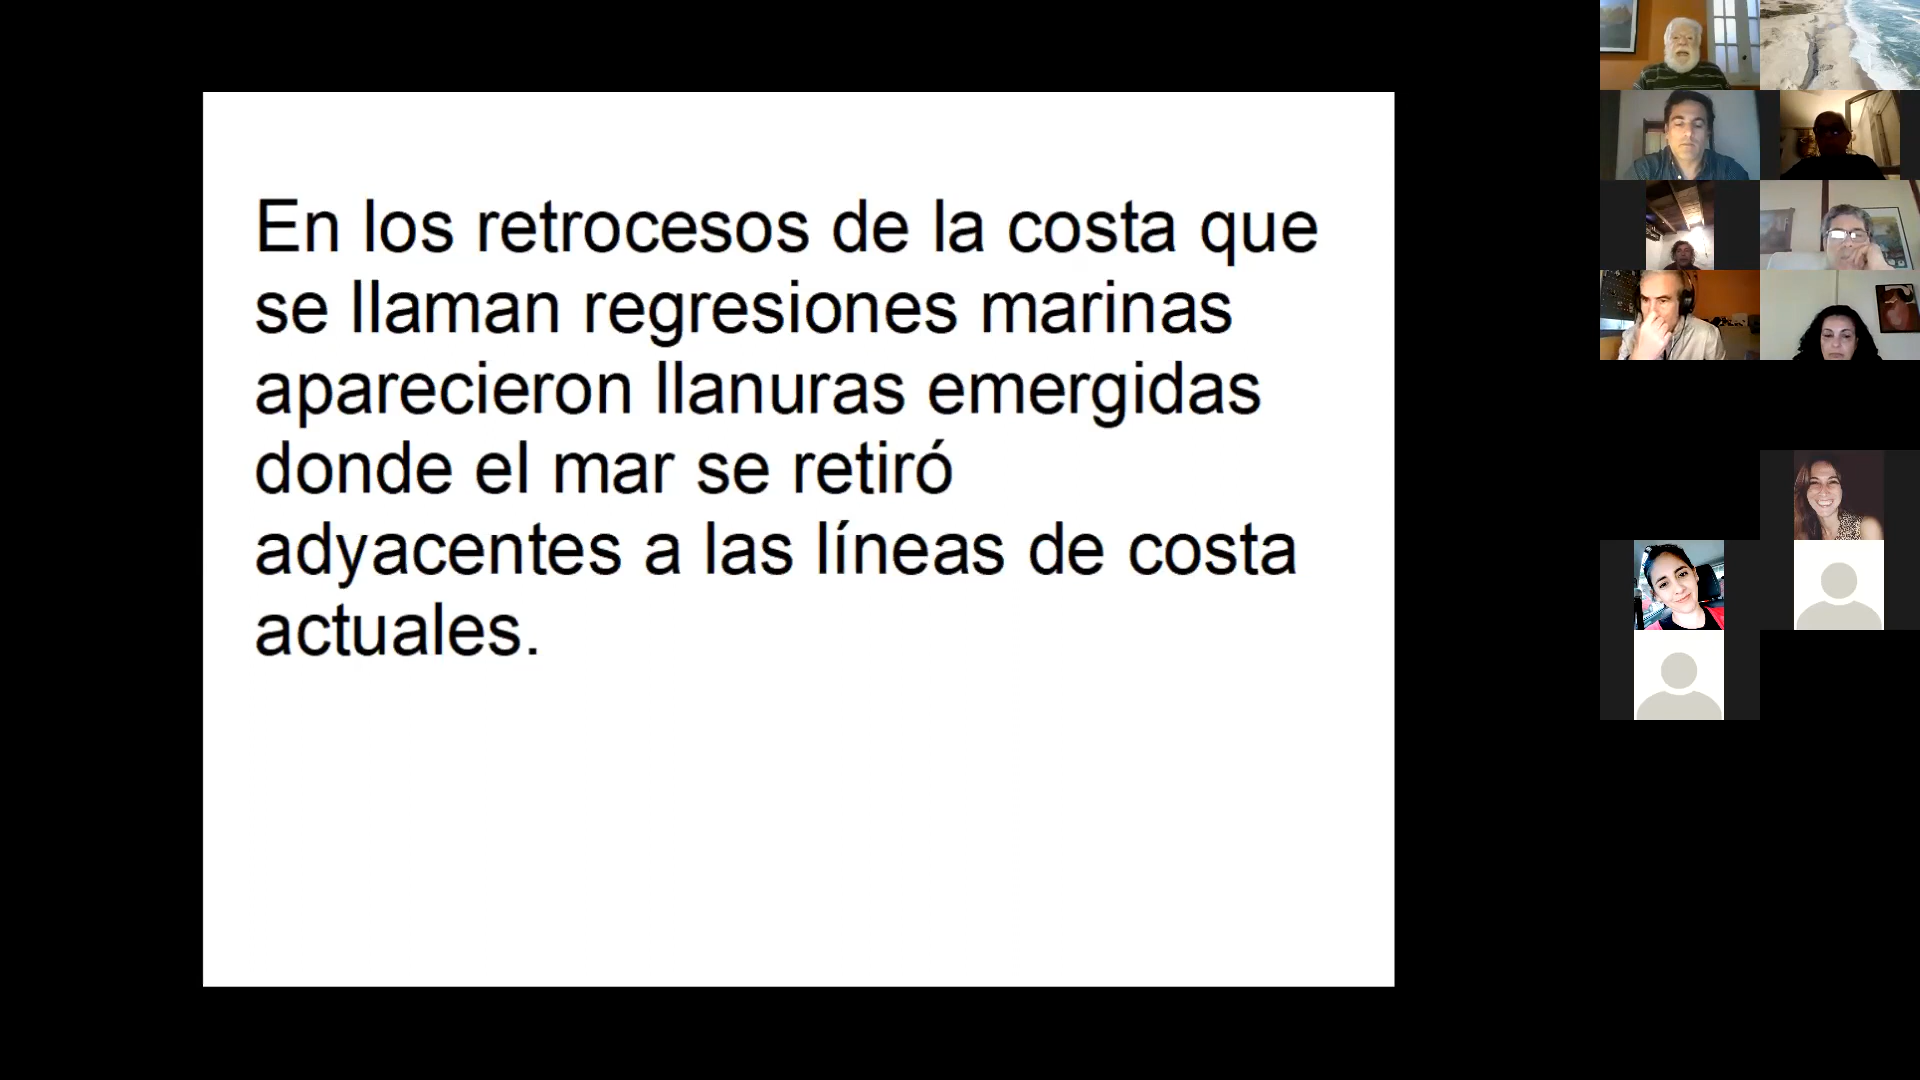 En los retrocesos de la costa que
se llaman regresiones marinas
aparecieron llanuras emergidas
donde el mar se retiró
adyacentes a las líneas de costa
actuales.